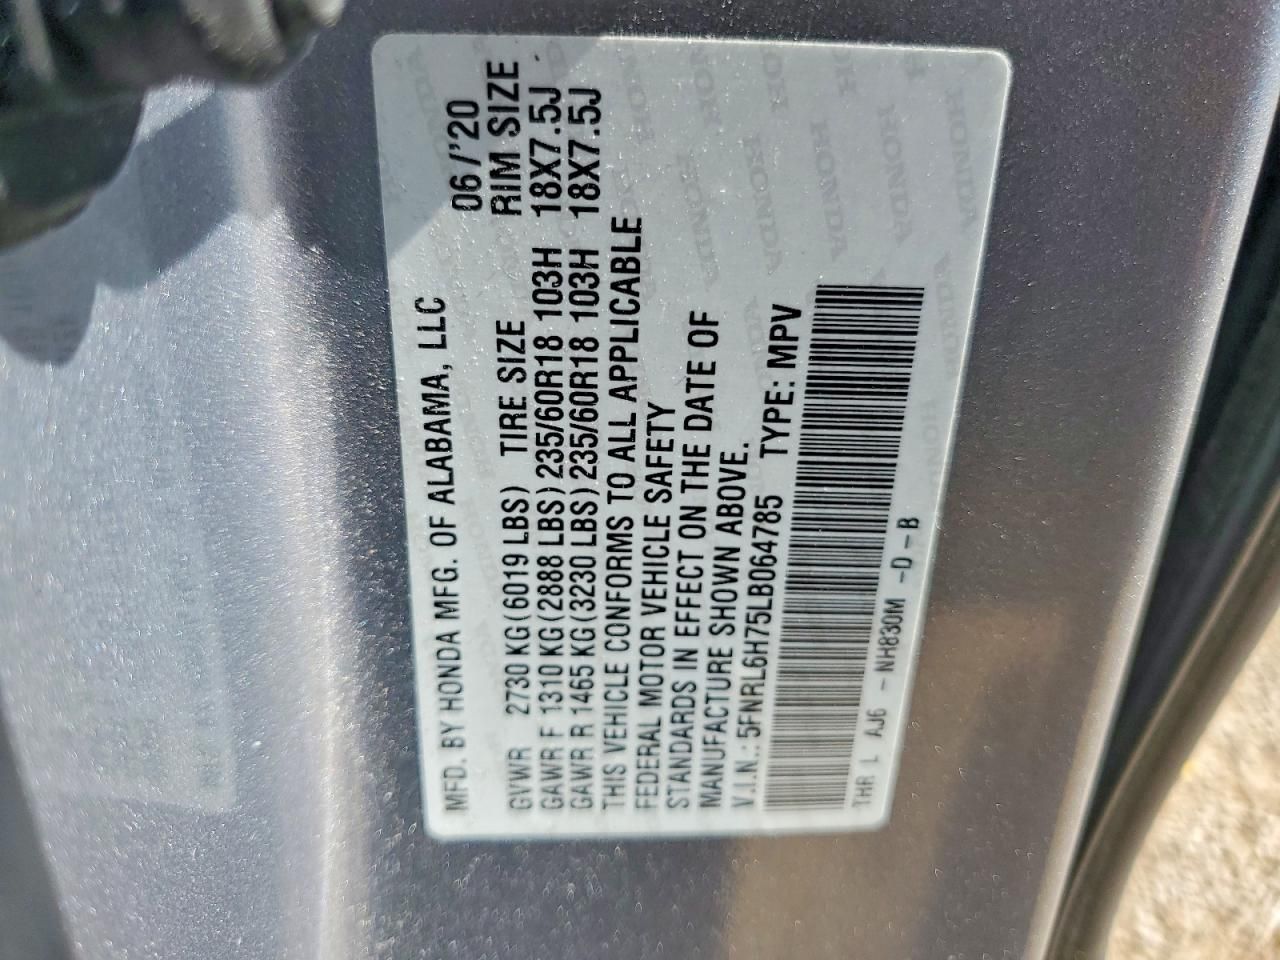 MFD. BY HONDA MFG. OF ALABAMA, LLC 06/'20
GVWR 2730 KG(6019 LBS) TIRE SIZE RIM SIZE
GAWR F 1310 KG(2888 LBS)235/60R18 103H 18X7.5J
GAWR R 1465 KG(3230 LBS)235/60R18 103H 18X7.5J
THIS VEHICLE CONFORMS TO ALL APPLICABLE
FEDERAL MOTOR VEHICLE SAFETY
STANDARDS IN EFFECT ON THE DATE OF
MANUFACTURE SHOWN ABOVE.
V.I.N.: 5FNRL6H75LB064785 TYPE: MPV
THR L AJ6 -NH830M -D-B